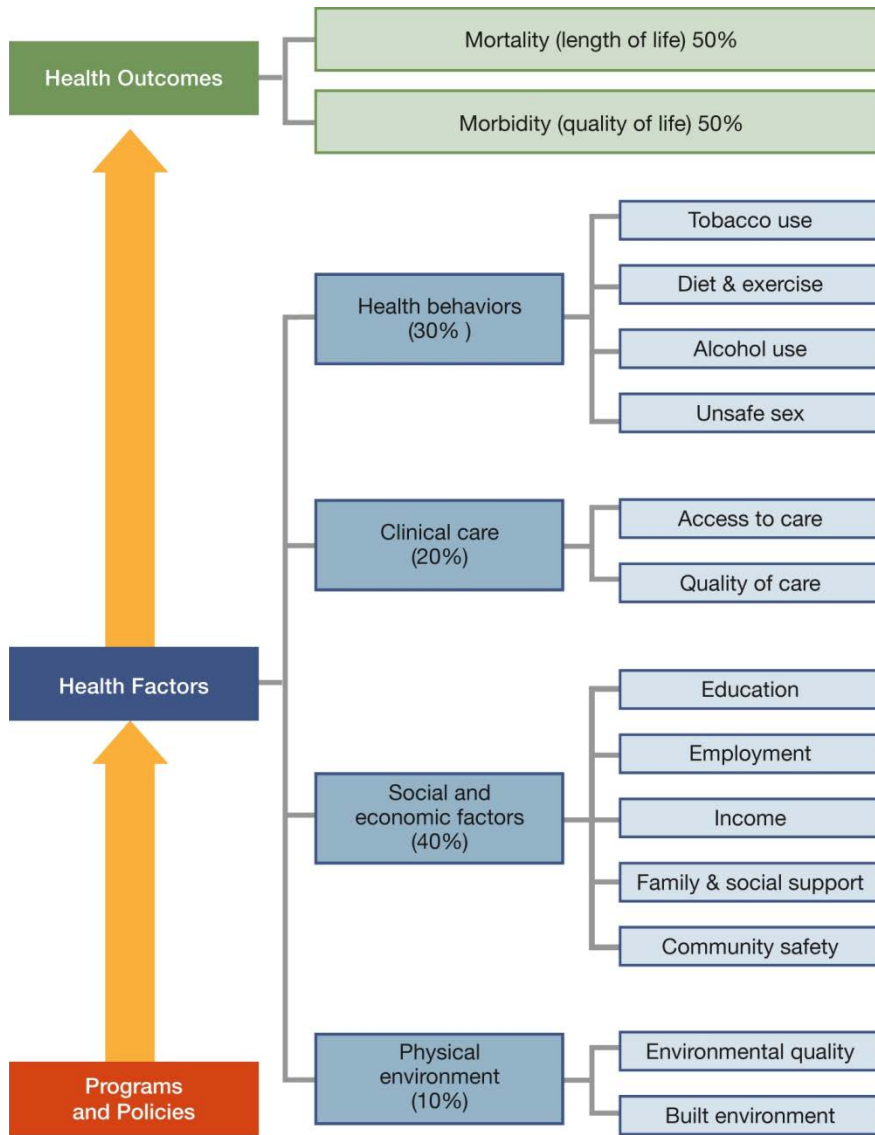 Health Outcomes
Mortality (length of life) 50%
Morbidity (quality of life) 50%
Health Factors
Health behaviors
(30% )
Tobacco use
Diet & exercise
Alcohol use
Unsafe sex
Clinical care
(20%)
Access to care
Quality of care
Social and
economic factors
(40%)
Education
Employment
Income
Family & social support
Community safety
Physical
environment
(10%)
Environmental quality
Built environment
Programs
and Policies